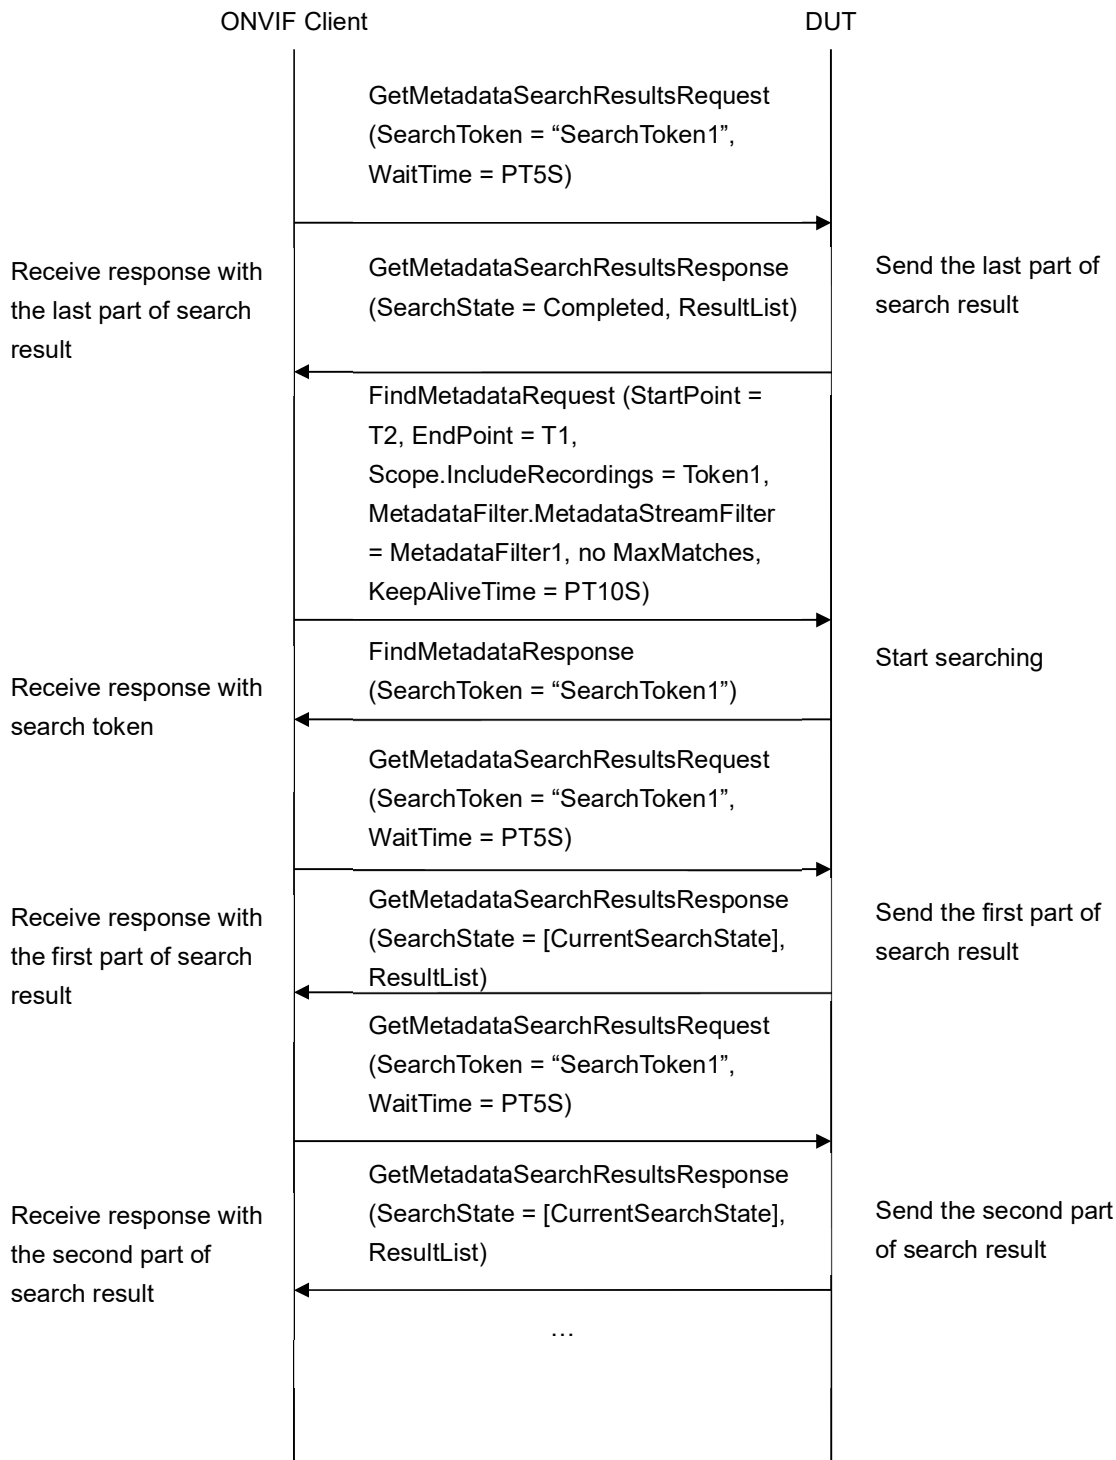 ONVIF Client
DUT
GetMetadataSearchResultsRequest
(SearchToken = “SearchToken1”,
WaitTime = PT5S)
Receive response with
the last part of search
result
GetMetadataSearchResultsResponse
(SearchState = Completed, ResultList)
Send the last part of
search result
FindMetadataRequest (StartPoint =
T2, EndPoint = T1,
Scope.IncludeRecordings = Token1,
MetadataFilter.MetadataStreamFilter
= MetadataFilter1, no MaxMatches,
KeepAliveTime = PT10S)
Receive response with
search token
FindMetadataResponse
(SearchToken = “SearchToken1”)
Start searching
GetMetadataSearchResultsRequest
(SearchToken = “SearchToken1”,
WaitTime = PT5S)
Receive response with
the first part of search
result
GetMetadataSearchResultsResponse
(SearchState = [CurrentSearchState],
ResultList)
Send the first part of
search result
GetMetadataSearchResultsRequest
(SearchToken = “SearchToken1”,
WaitTime = PT5S)
Receive response with
the second part of
search result
GetMetadataSearchResultsResponse
(SearchState = [CurrentSearchState],
ResultList)
Send the second part
of search result
…